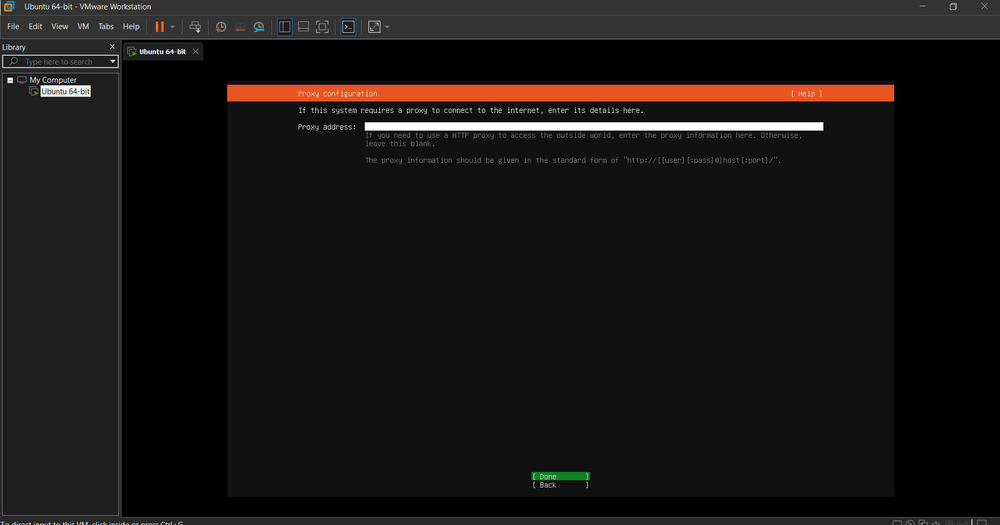 Ubuntu 64-bit - VMware Workstation
File Edit View VM Tabs Help
Library
Type here to search
My Computer
Ubuntu 64-bit
Ubuntu 64-bit
Proxy configuration [ Help ]
If this system requires a proxy to connect to the internet, enter its details here.
Proxy address:
If you need to use a HTTP proxy to access the outside world, enter the proxy information here. Otherwise,
leave this blank.
The proxy information should be given in the standard form of "http://[[user][:pass]@]host[:port]/".
[ Done ]
[ Back ]
To direct input to this VM, click inside or press Ctrl+G.